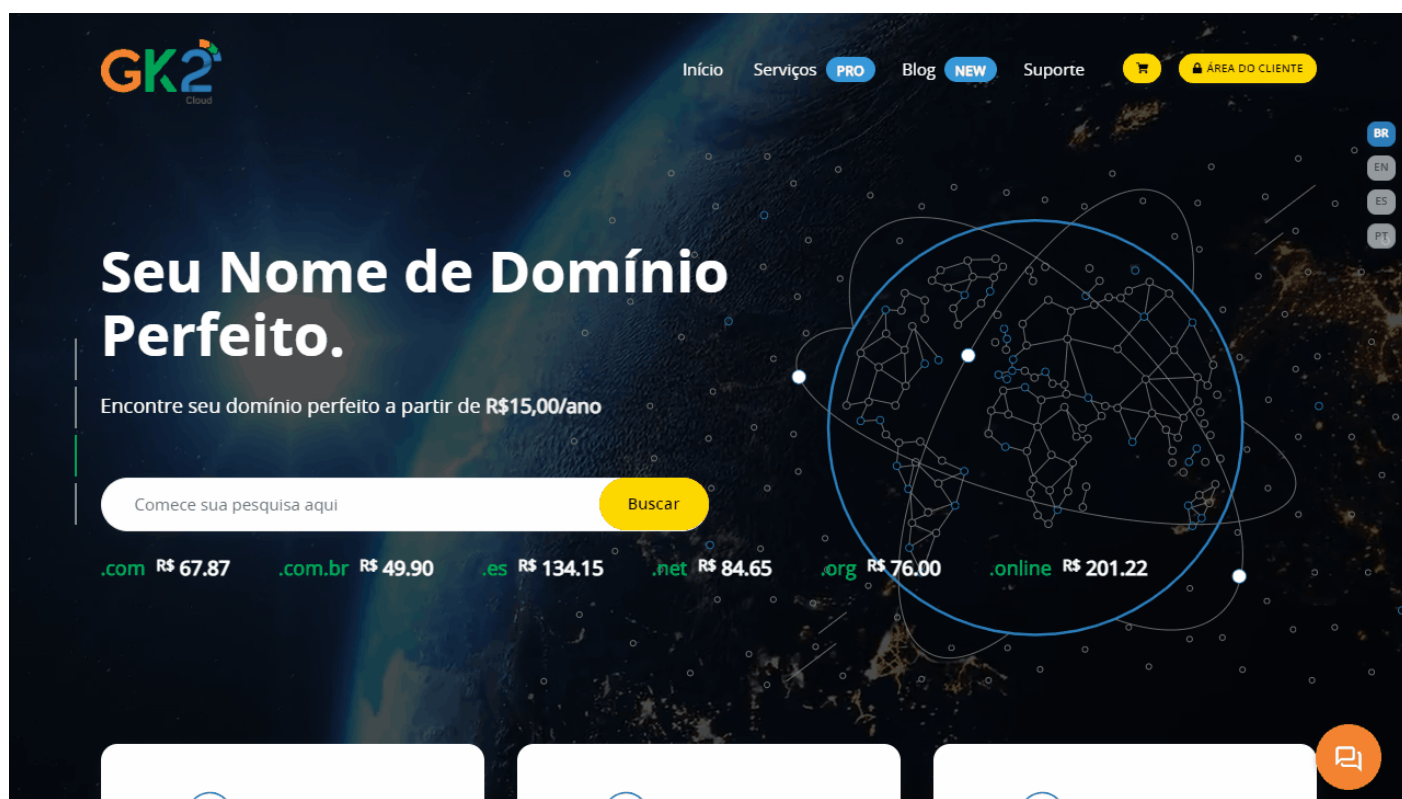 GK2
Cloud
Início Serviços PRO Blog NEW Suporte ÁREA DO CLIENTE
BR
EN
ES
PT
Seu Nome de Domínio
Perfeito.
Encontre seu domínio perfeito a partir de R$15,00/ano
Comece sua pesquisa aqui Buscar
.com R$ 67.87 .com.br R$ 49.90 .es R$ 134.15 .net R$ 84.65 .org R$ 76.00 .online R$ 201.22